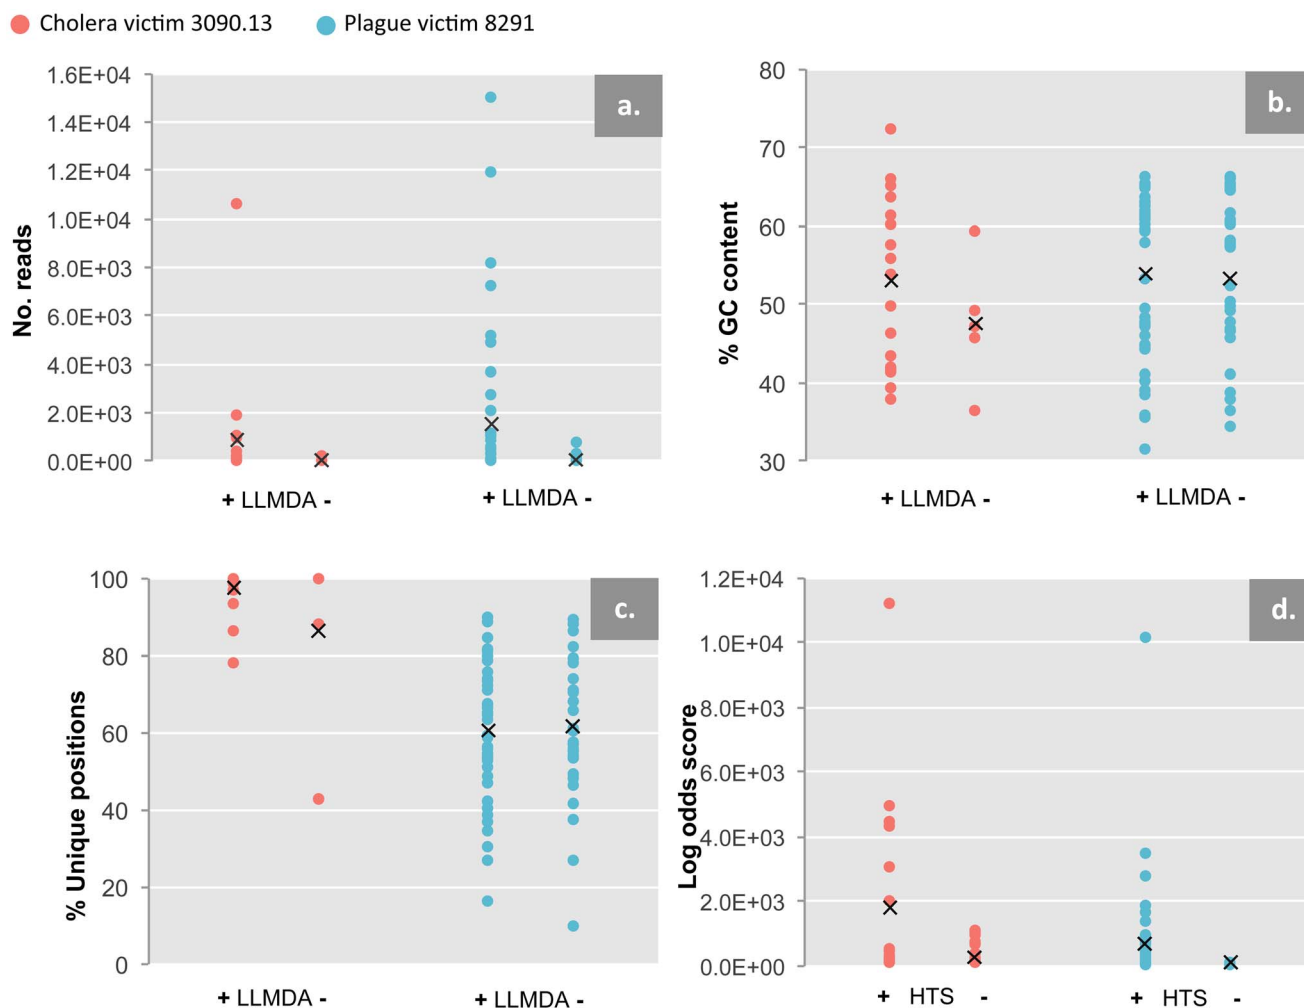 Cholera victim 3090.13 Plague victim 8291
a.
No. reads
1.6E+04
1.4E+04
1.2E+04
1.0E+04
8.0E+03
6.0E+03
4.0E+03
2.0E+03
0.0E+00
+ LLMDA - + LLMDA -
b.
% GC content
80
70
60
50
40
30
+ LLMDA - + LLMDA -
c.
% Unique positions
100
80
60
40
20
0
+ LLMDA - + LLMDA -
d.
Log odds score
1.2E+04
1.0E+04
8.0E+03
6.0E+03
4.0E+03
2.0E+03
0.0E+00
+ HTS - + HTS -